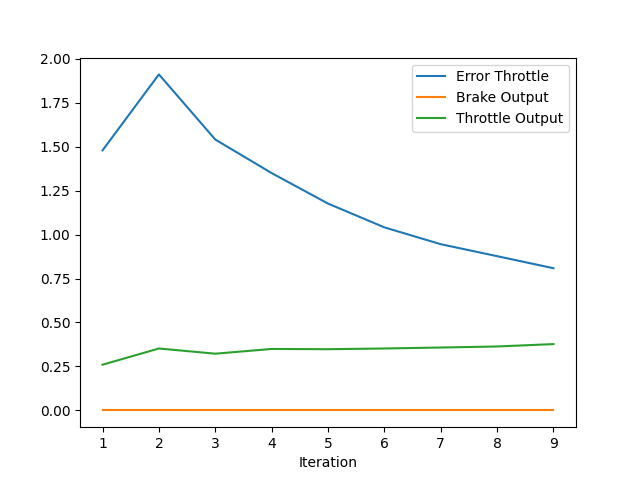 2.00
1.75
1.50
1.25
1.00
0.75
0.50
0.25
0.00
Error Throttle
Brake Output
Throttle Output
1 2 3 4 5 6 7 8 9
Iteration